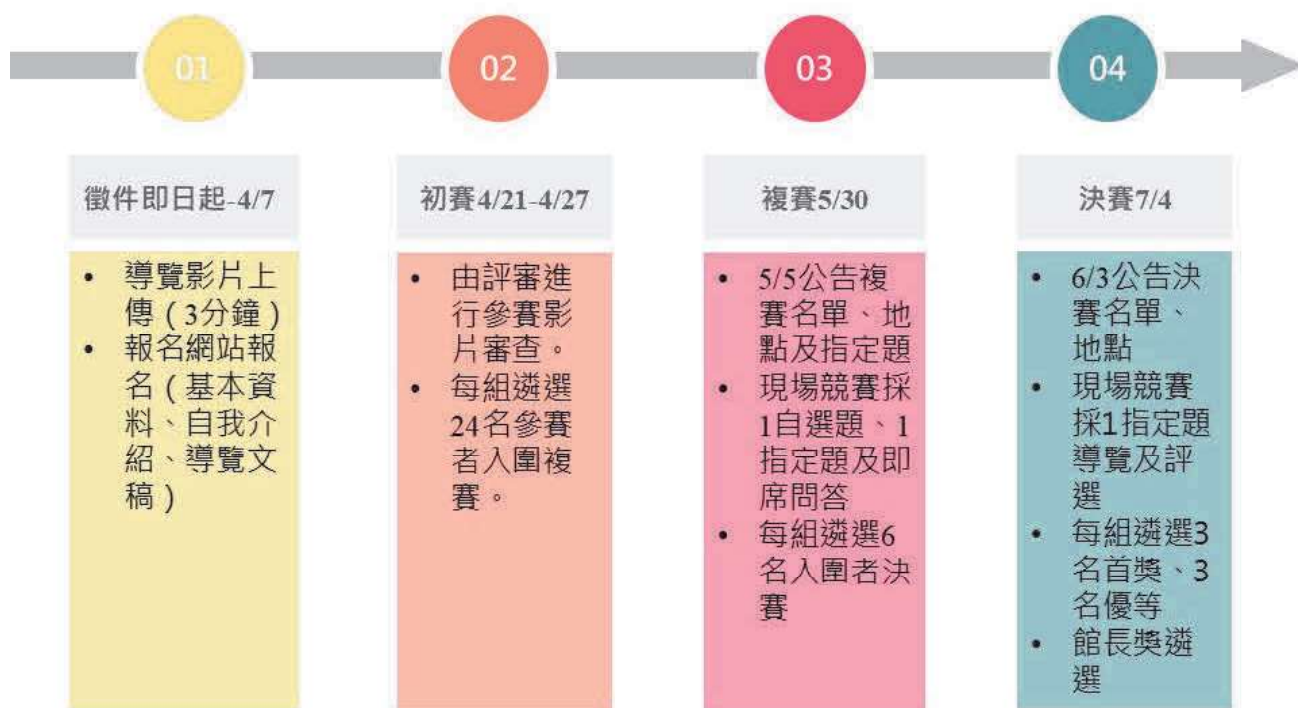 01
02
03
04
徵件即日起-4/7
• 導覽影片上
傳（3分鐘）
• 報名網站報
名（基本資
料、自我介
紹、導覽文
稿）
初賽4/21-4/27
• 由評審進
行參賽影
片審查。
• 每組遴選
24名參賽
者入圍複
賽。
複賽5/30
• 5/5公告複
賽名單、地
點及指定題
• 現場競賽採
1自選題、1
指定題及即
席問答
• 每組遴選6
名入圍者決
賽
決賽7/4
• 6/3公告決
賽名單、
地點
• 現場競賽
採1指定題
導覽及評
選
• 每組遴選3
名首獎、3
名優等
• 館長獎遴
選